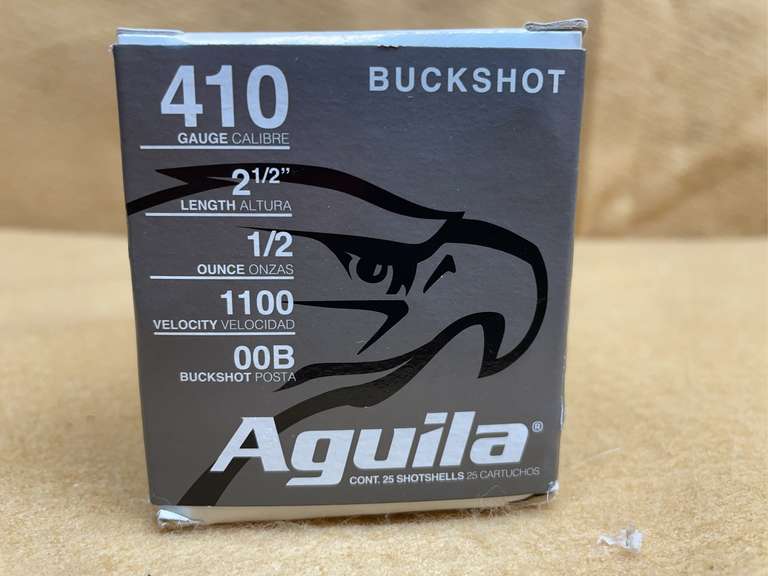 410
BUCKSHOT
GAUGE CALIBRE
2 1/2"
LENGTH ALTURA
1/2
OUNCE ONZAS
1100
VELOCITY VELOCIDAD
00B
BUCKSHOT POSTA
Aguila®
CONT. 25 SHOTSHELLS 25 CARTUCHOS